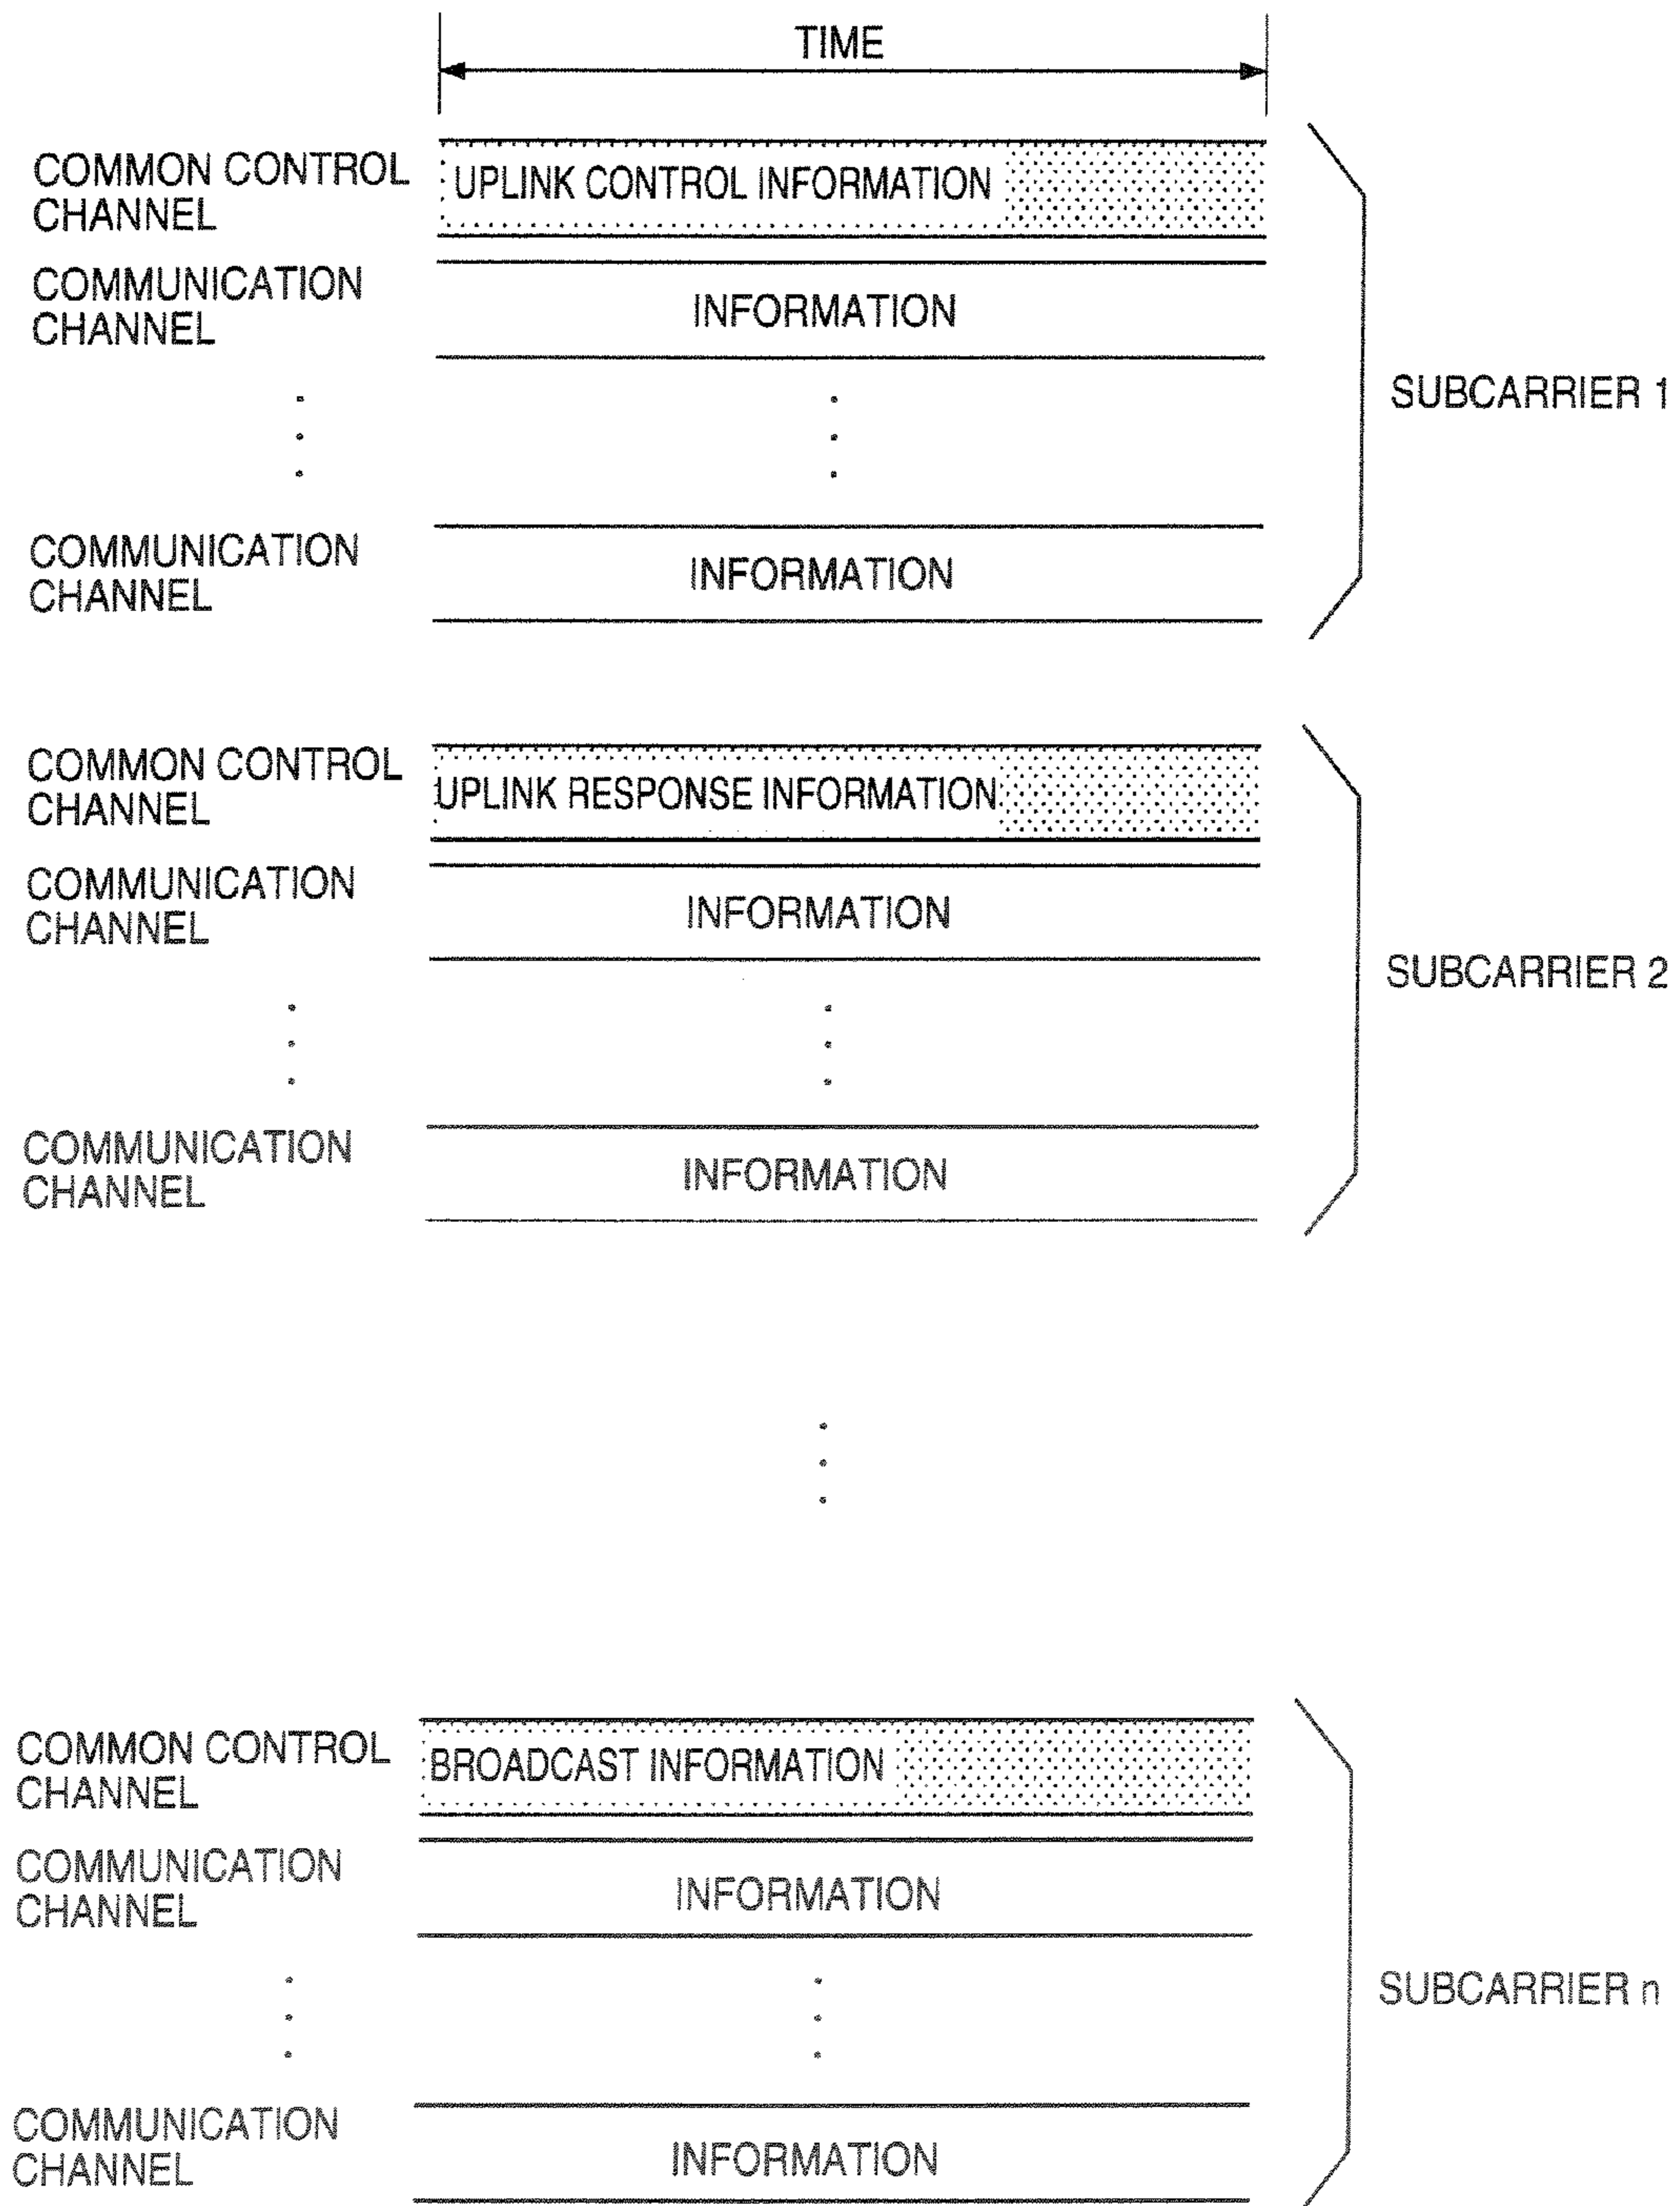 TIME
COMMON CONTROL
CHANNEL
UPLINK CONTROL INFORMATION
COMMUNICATION
CHANNEL
INFORMATION
SUBCARRIER 1
COMMUNICATION
CHANNEL
INFORMATION
COMMON CONTROL
CHANNEL
UPLINK RESPONSE INFORMATION
COMMUNICATION
CHANNEL
INFORMATION
SUBCARRIER 2
COMMUNICATION
CHANNEL
INFORMATION
COMMON CONTROL
CHANNEL
BROADCAST INFORMATION
COMMUNICATION
CHANNEL
INFORMATION
SUBCARRIER n
COMMUNICATION
CHANNEL
INFORMATION